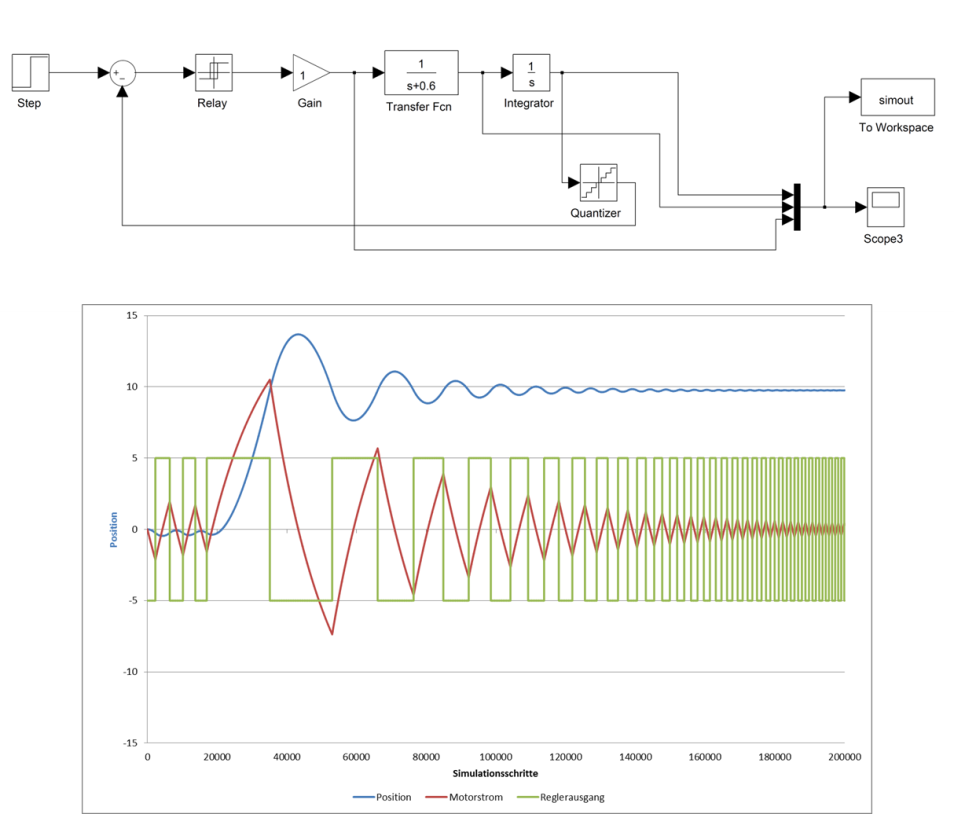 Step
+
−
Relay
1
Gain
1
s+0.6
Transfer Fcn
1
s
Integrator
Quantizer
simout
To Workspace
Scope3
15
10
5
0
-5
-10
-15
Position
0 20000 40000 60000 80000 100000 120000 140000 160000 180000 200000
Simulationsschritte
Position Motorstrom Reglerausgang